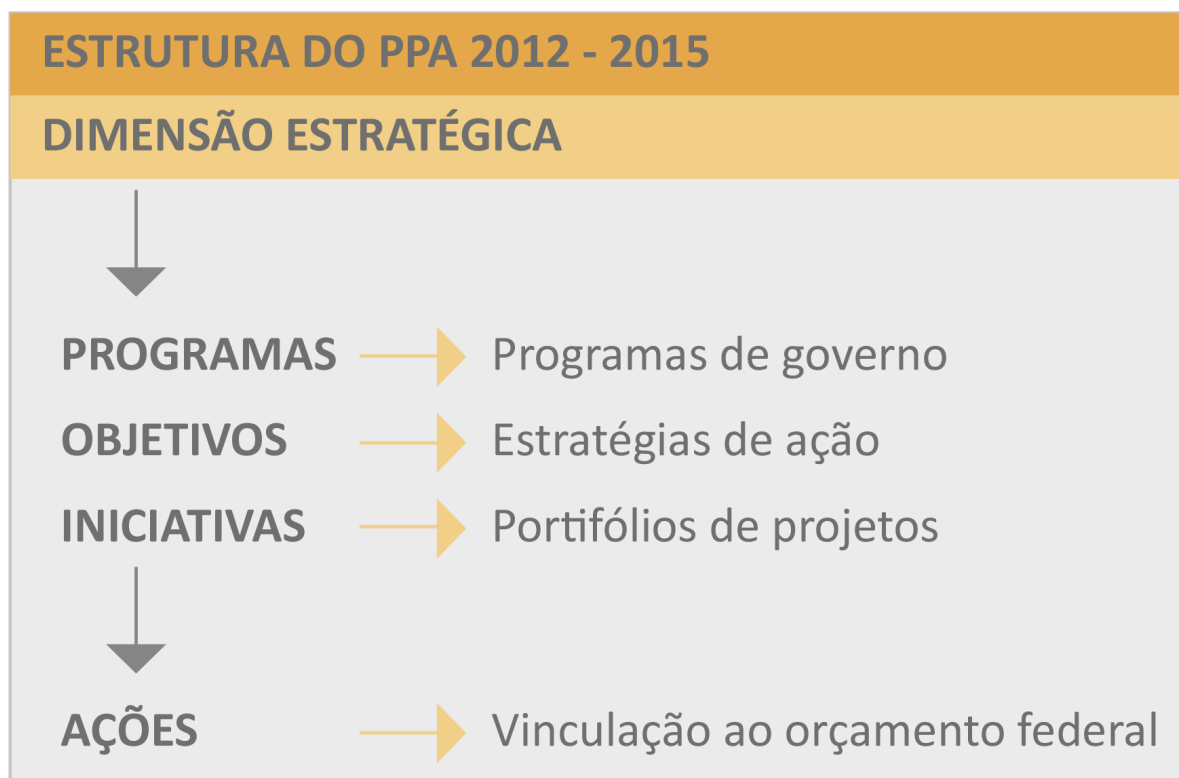 ESTRUTURA DO PPA 2012 - 2015
DIMENSÃO ESTRATÉGICA
PROGRAMAS Programas de governo
OBJETIVOS Estratégias de ação
INICIATIVAS Portifólios de projetos
AÇÕES Vinculação ao orçamento federal